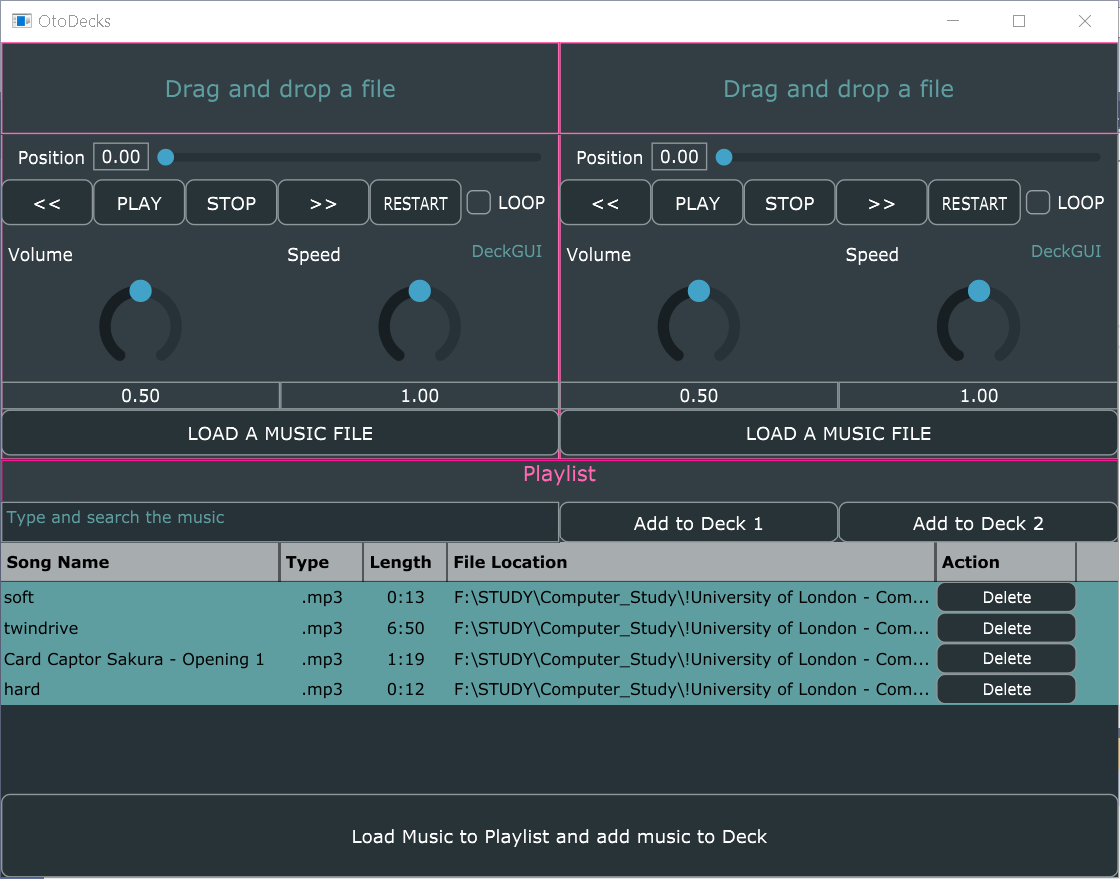 OtoDecks
Drag and drop a file
Drag and drop a file
Position 0.00
Position 0.00
<< PLAY STOP >> RESTART LOOP
<< PLAY STOP >> RESTART LOOP
Volume Speed DeckGUI
Volume Speed DeckGUI
0.50 1.00
0.50 1.00
LOAD A MUSIC FILE
LOAD A MUSIC FILE
Playlist
Type and search the music Add to Deck 1 Add to Deck 2
Song Name Type Length File Location Action
soft .mp3 0:13 F:\STUDY\Computer_Study\!University of London - Com... Delete
twindrive .mp3 6:50 F:\STUDY\Computer_Study\!University of London - Com... Delete
Card Captor Sakura - Opening 1 .mp3 1:19 F:\STUDY\Computer_Study\!University of London - Com... Delete
hard .mp3 0:12 F:\STUDY\Computer_Study\!University of London - Com... Delete
Load Music to Playlist and add music to Deck